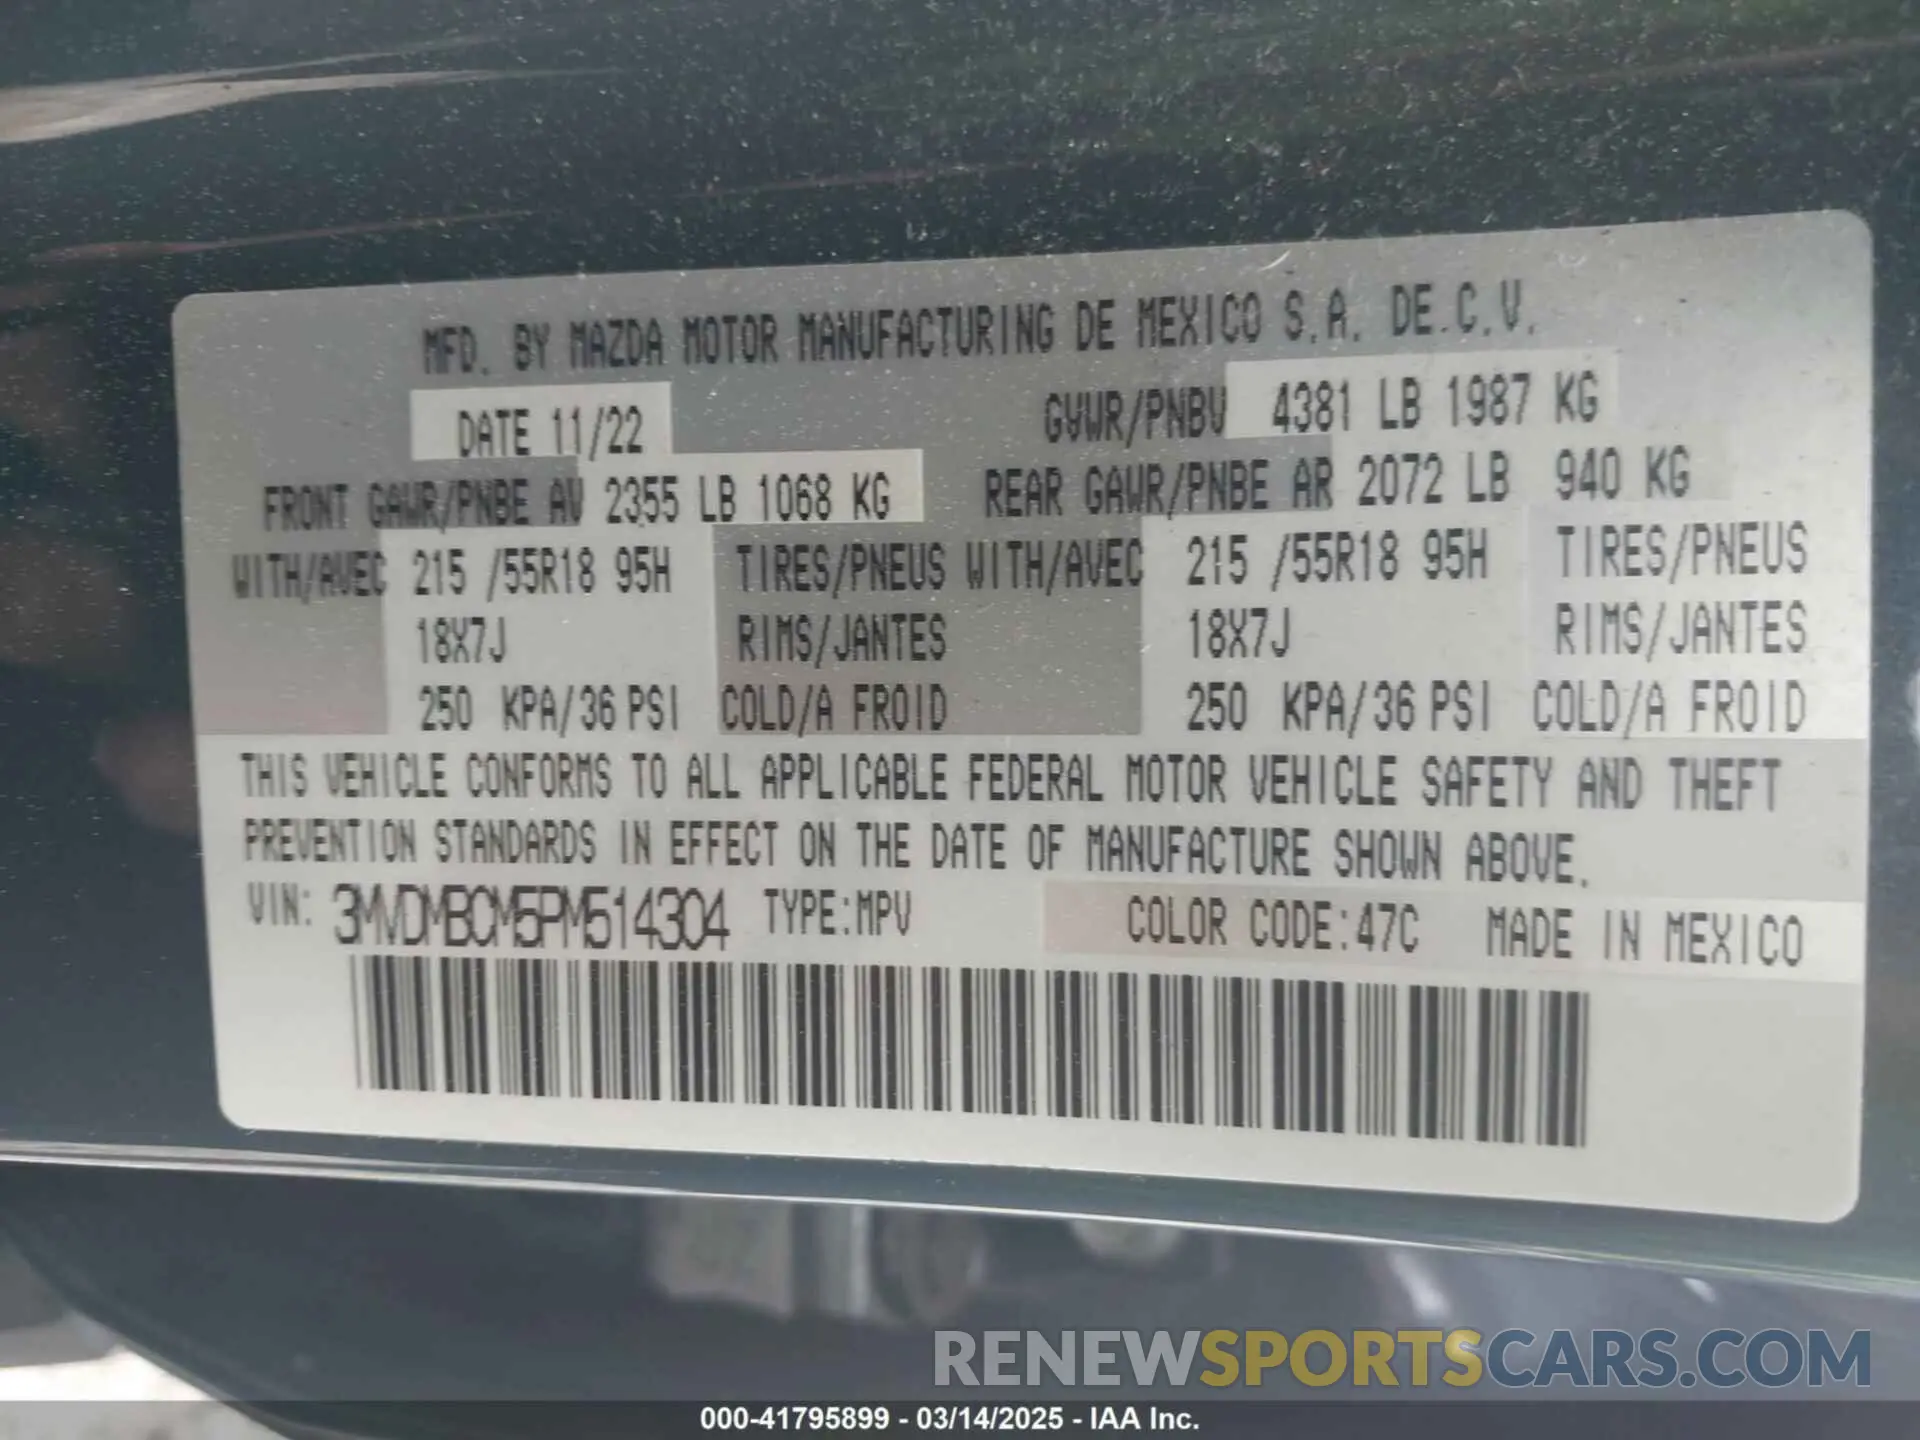 MFD. BY MAZDA MOTOR MANUFACTURING DE MEXICO S.A. DE.C.V.
DATE 11/22 GVWR/PNBV 4381 LB 1987 KG
FRONT GAWR/PNBE AV 2355 LB 1068 KG REAR GAWR/PNBE AR 2072 LB 940 KG
WITH/AVEC 215 /55R18 95H TIRES/PNEUS WITH/AVEC 215 /55R18 95H TIRES/PNEUS
18X7J RIMS/JANTES 18X7J RIMS/JANTES
250 KPA/36 PSI COLD/A FROID 250 KPA/36 PSI COLD/A FROID
THIS VEHICLE CONFORMS TO ALL APPLICABLE FEDERAL MOTOR VEHICLE SAFETY AND THEFT
PREVENTION STANDARDS IN EFFECT ON THE DATE OF MANUFACTURE SHOWN ABOVE.
VIN: 3MVDMBCM5PM514304 TYPE:MPV COLOR CODE:47C MADE IN MEXICO
RENEWSPORTSCARS.COM
000-41795899 - 03/14/2025 - IAA Inc.